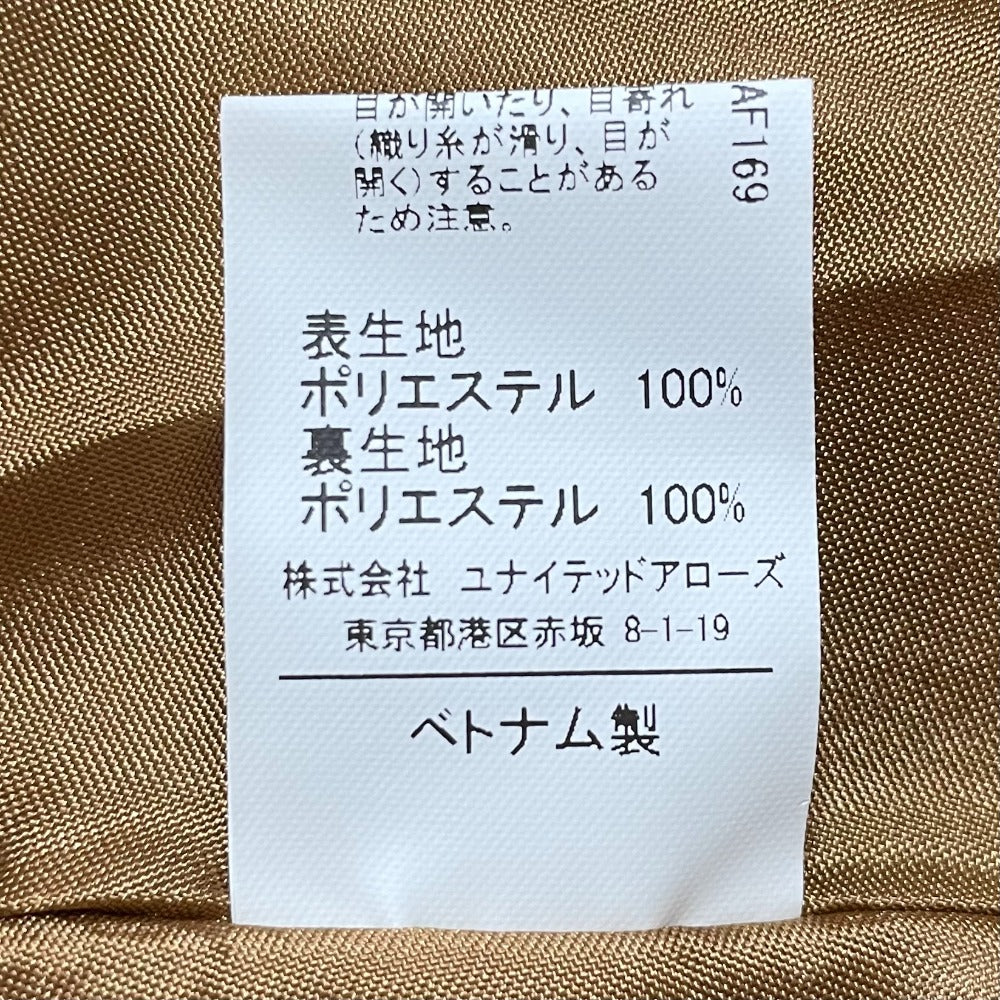 目が開いたり、目寄れ
(織り糸が滑り、目が
開く)することがある
ため注意。
AF169
表生地
ポリエステル 100%
裏生地
ポリエステル 100%
株式会社 ユナイテッドアローズ
東京都港区赤坂 8-1-19
ベトナム製